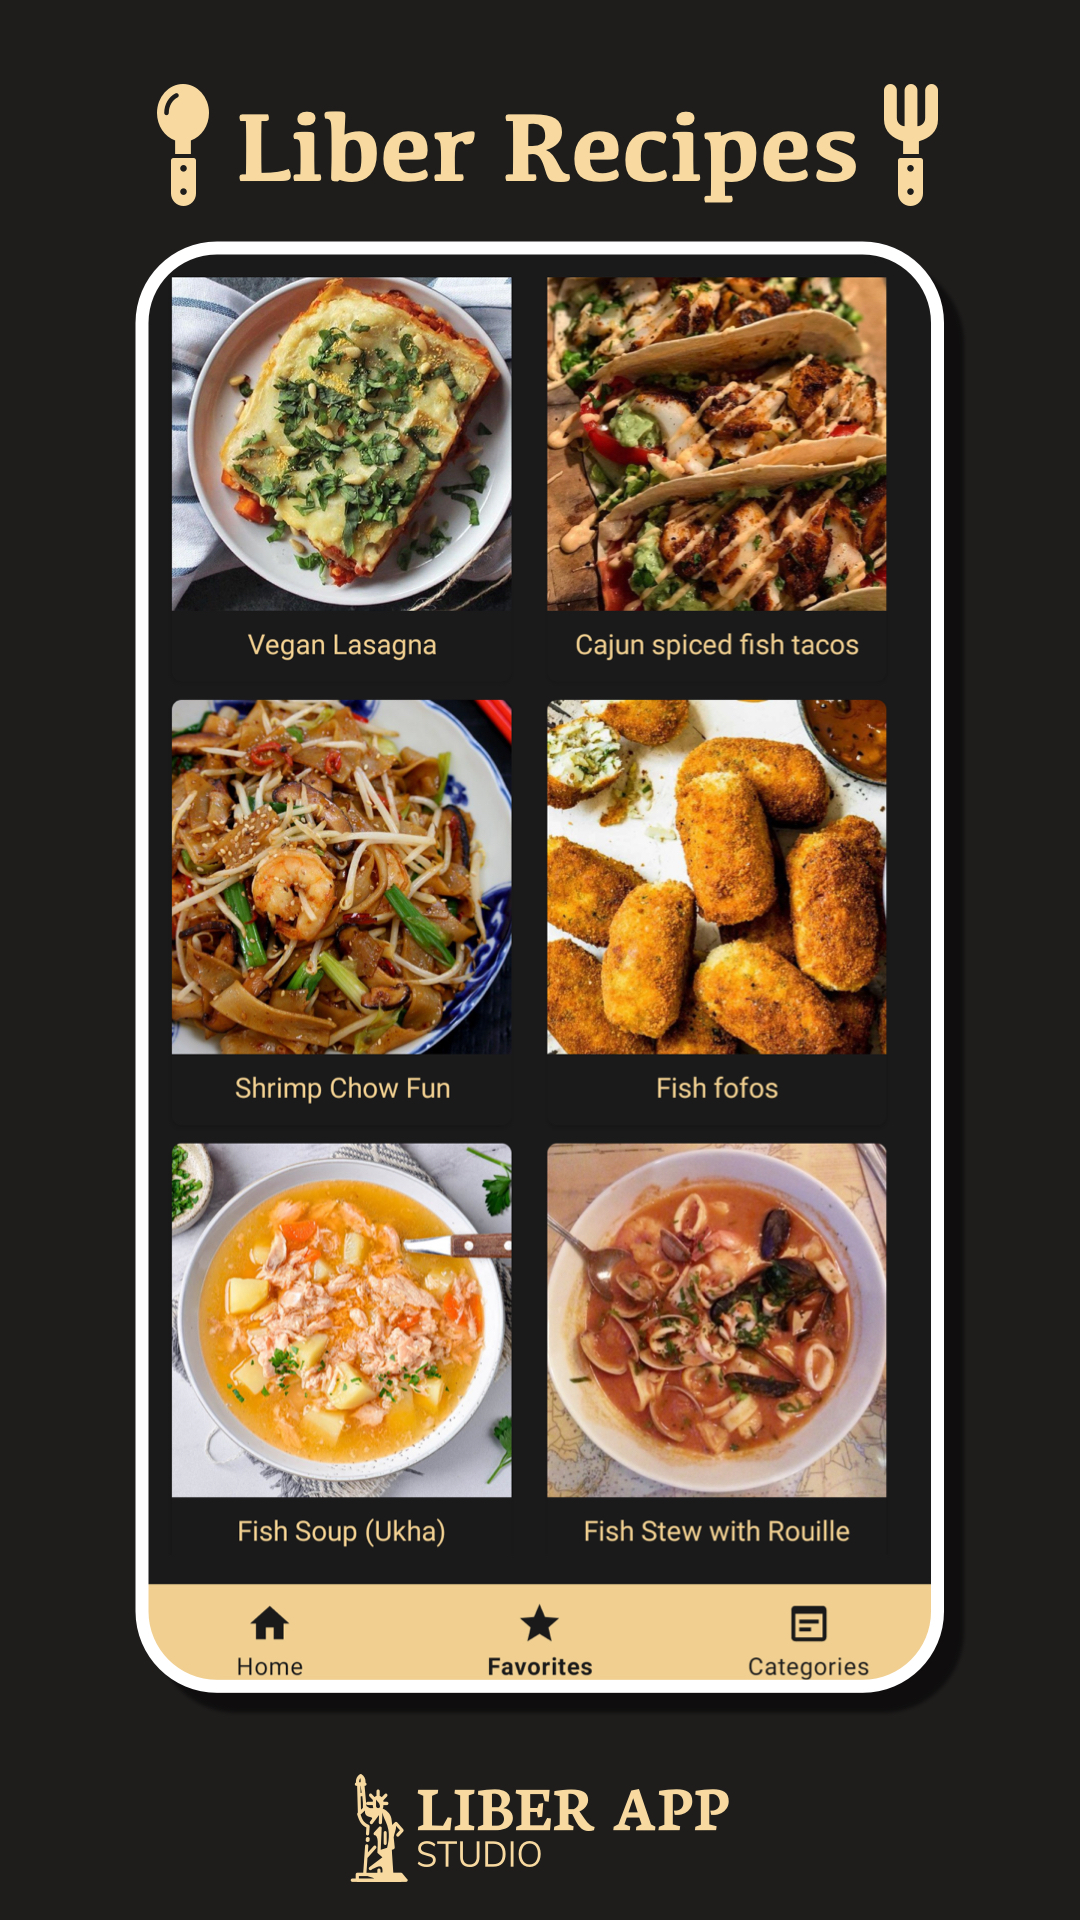 Liber Recipes
Vegan Lasagna
Cajun spiced fish tacos
Shrimp Chow Fun
Fish fofos
Fish Soup (Ukha)
Fish Stew with Rouille
Home
Favorites
Categories
LIBER APP
STUDIO